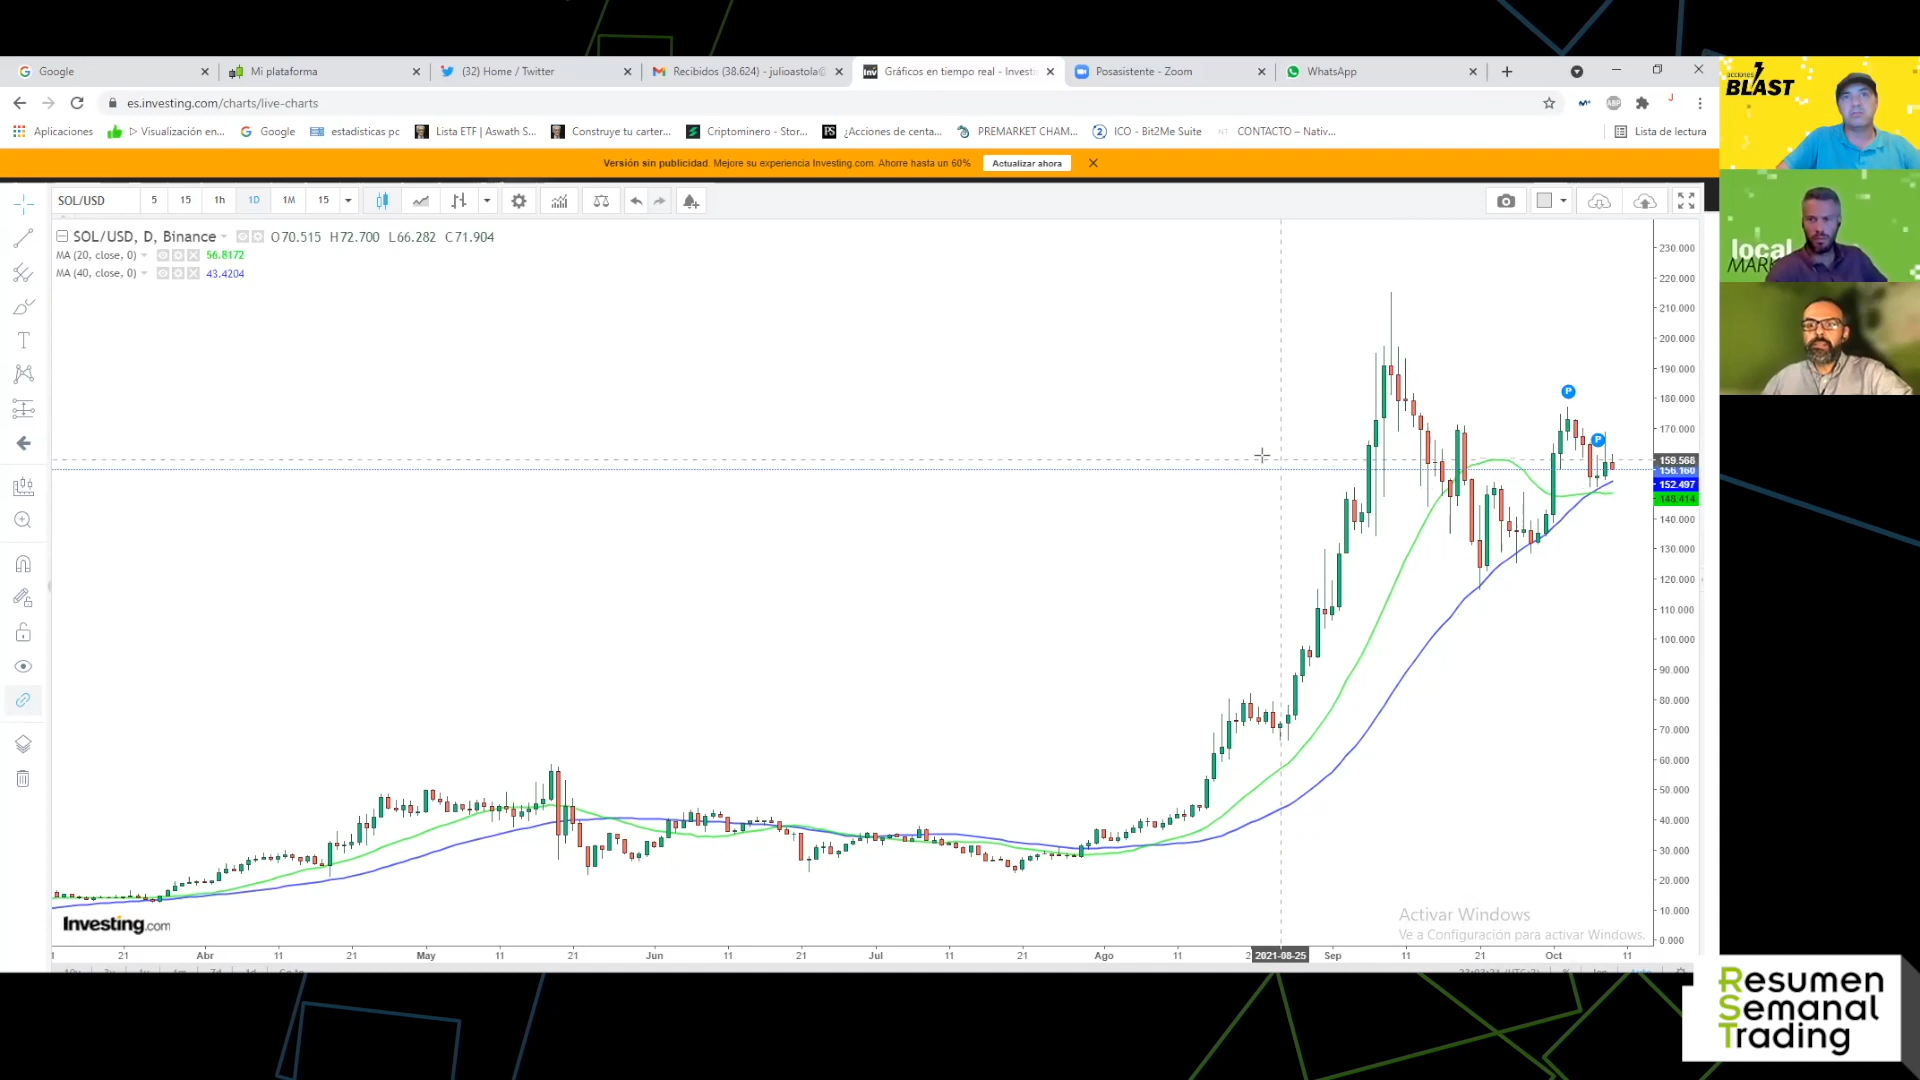 Google
Mi plataforma
(32) Home / Twitter
Recibidos (38.624) - julioastola@
Gráficos en tiempo real - Investi
Posasistente - Zoom
WhatsApp
es.investing.com/charts/live-charts
Aplicaciones
Visualización en...
Google
estadisticas pc
Lista ETF | Aswath S...
Construye tu carter...
Criptominero - Stor...
¿Acciones de centa...
PREMARKET CHAM...
ICO - Bit2Me Suite
CONTACTO – Nativ...
Lista de lectura
Versión sin publicidad. Mejore su experiencia Investing.com. Ahorre hasta un 60%
Actualizar ahora
SOL/USD
5
15
1h
1D
1M
15
SOL/USD, D, Binance
O70.515 H72.700 L66.282 C71.904
MA (20, close, 0)
56.8172
MA (40, close, 0)
43.4204
230.000
220.000
210.000
200.000
190.000
180.000
170.000
159.568
156.160
152.497
148.414
140.000
130.000
120.000
110.000
100.000
90.000
80.000
70.000
60.000
50.000
40.000
30.000
20.000
10.000
0.000
P
P
Investing.com
Activar Windows
Ve a Configuración para activar Windows.
21
Abr
11
21
May
11
21
Jun
11
21
Jul
11
21
Ago
11
2021-08-25
Sep
11
21
Oct
11
acciones
BLAST
local
MARK
Resumen
Semanal
Trading